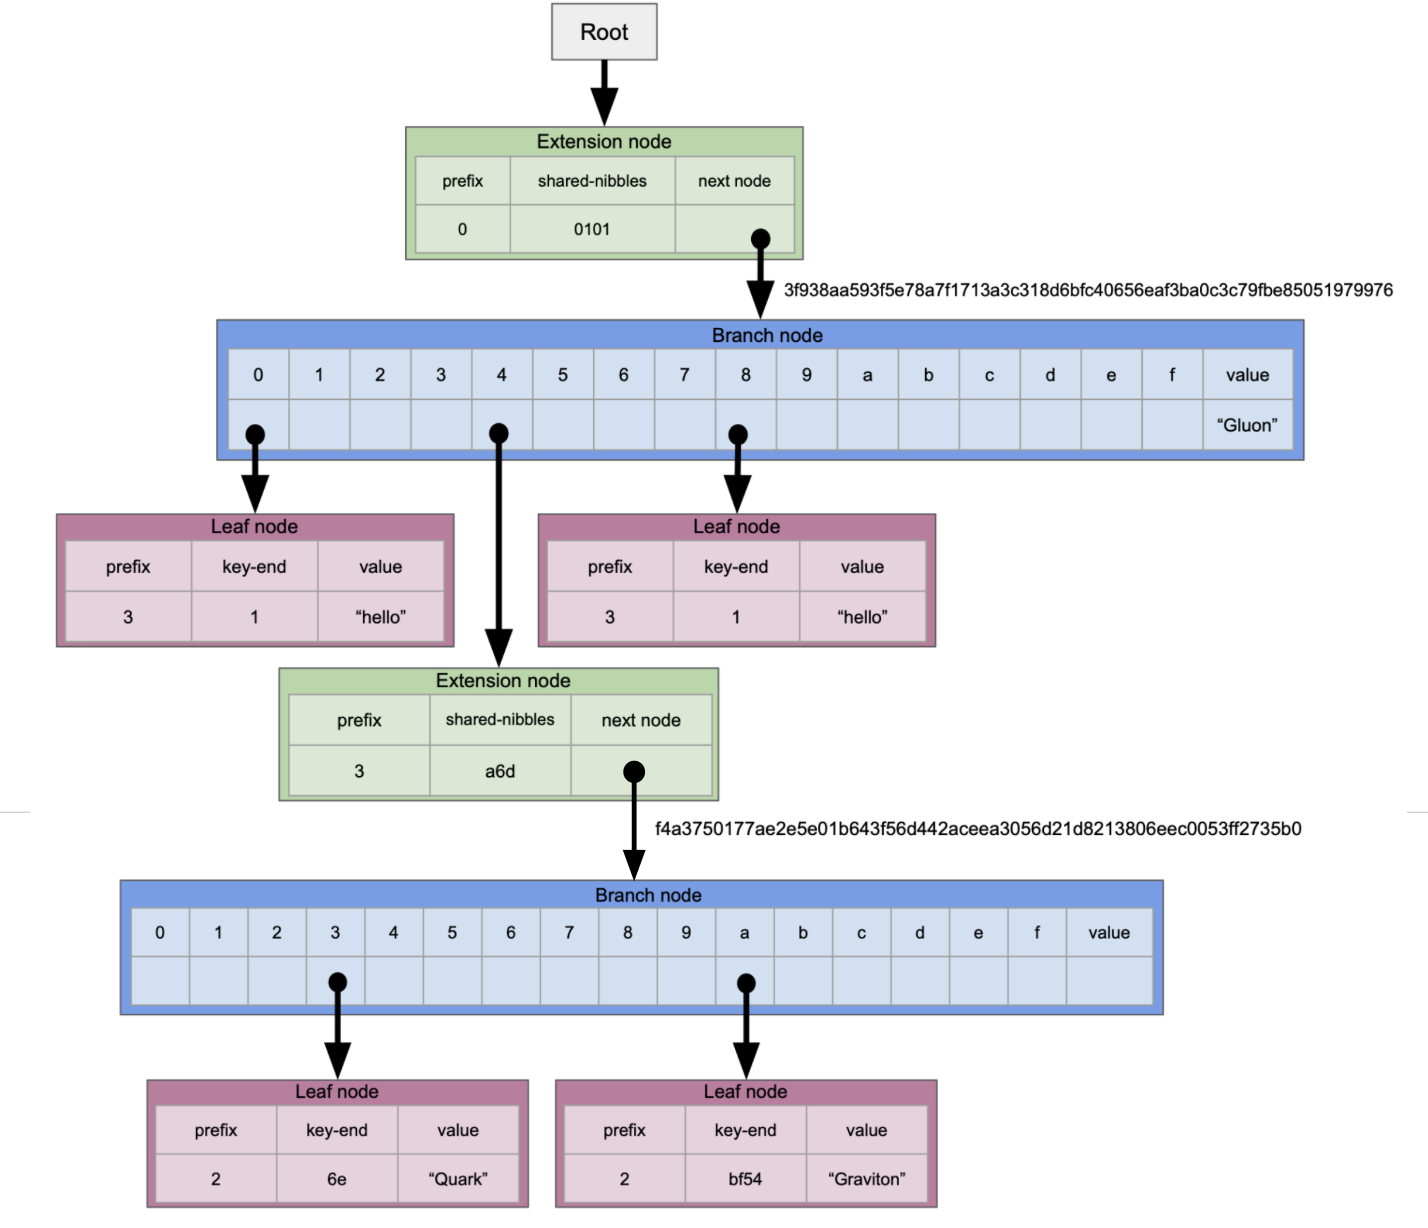 Root
Extension node
prefix shared-nibbles next node
0 0101
3f938aa593f5e78a7f1713a3c318d6bfc40656eaf3ba0c3c79fbe85051979976
Branch node
0 1 2 3 4 5 6 7 8 9 a b c d e f value
“Gluon”
Leaf node
prefix key-end value
3 1 “hello”
Leaf node
prefix key-end value
3 1 “hello”
Extension node
prefix shared-nibbles next node
3 a6d
f4a3750177ae2e5e01b643f56d442aceea3056d21d8213806eec0053ff2735b0
Branch node
0 1 2 3 4 5 6 7 8 9 a b c d e f value
Leaf node
prefix key-end value
2 6e “Quark”
Leaf node
prefix key-end value
2 bf54 “Graviton”